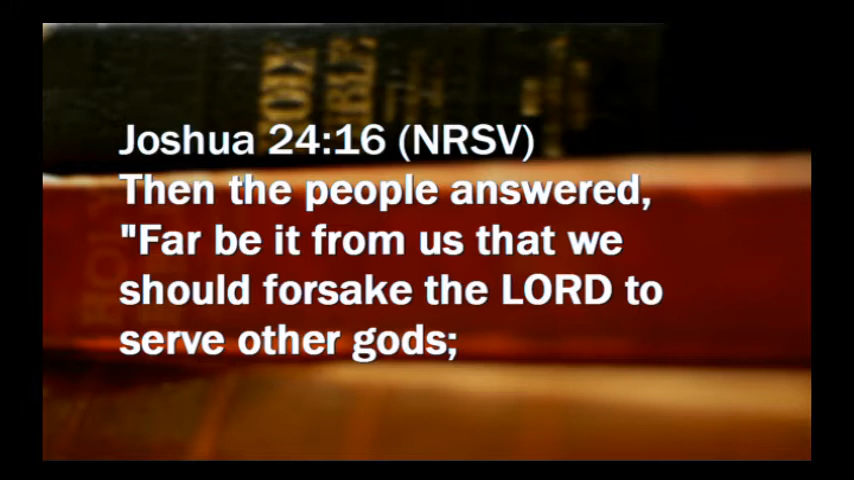 Joshua 24:16 (NRSV)
Then the people answered,
"Far be it from us that we
should forsake the LORD to
serve other gods;
HOLY